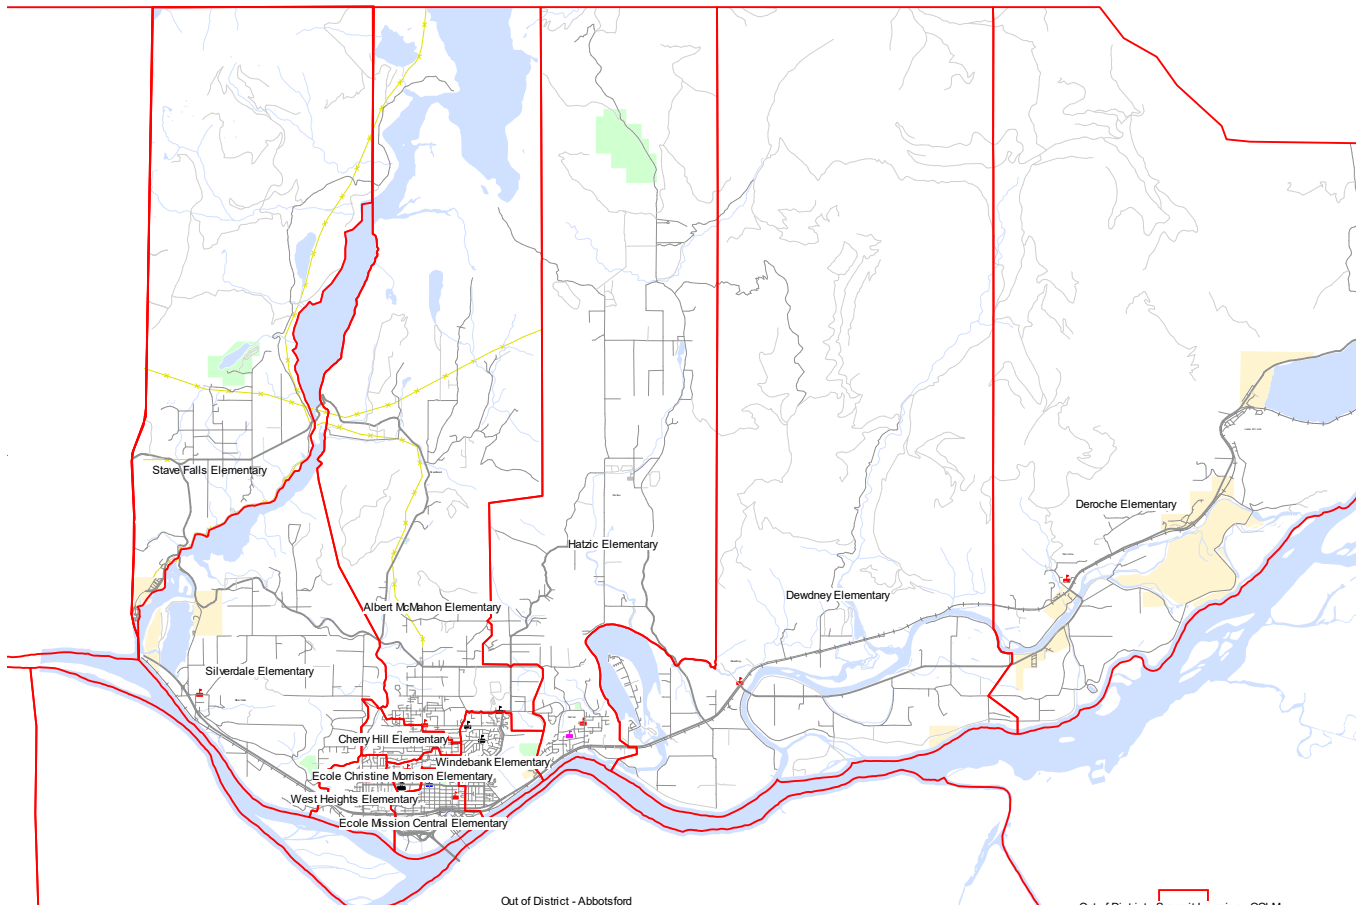 Stave Falls Elementary
Deroche Elementary
Hatzic Elementary
Dewdney Elementary
Albert McMahon Elementary
Silverdale Elementary
Cherry Hill Elementary
Windebank Elementary
Ecole Christine Morrison Elementary
West Heights Elementary
Ecole Mission Central Elementary
Out of District - Abbotsford